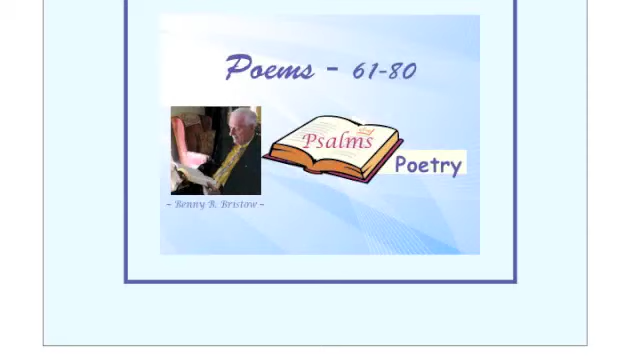 Poems - 61-80
Psalms
Poetry
~ Benny B. Bristow ~